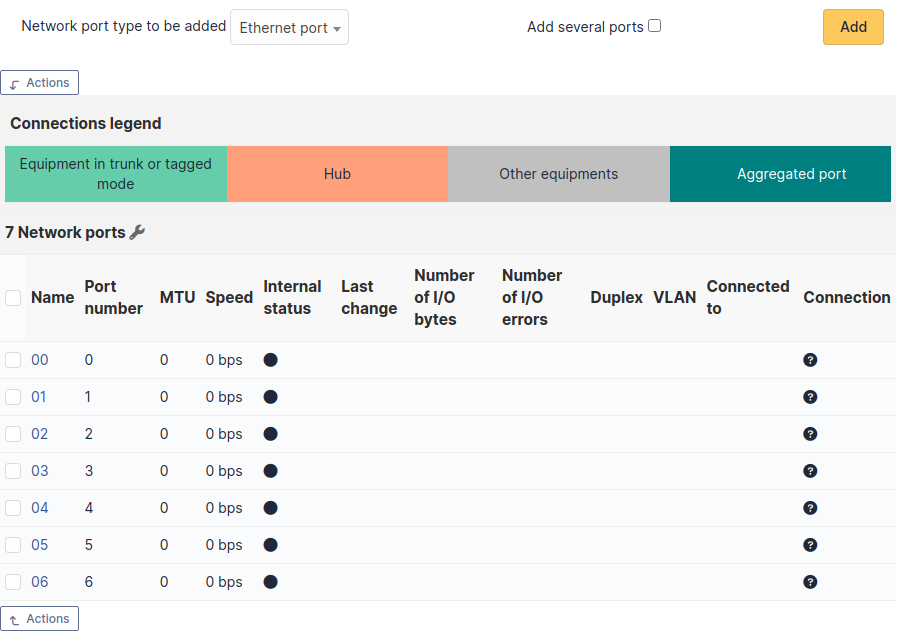 Network port type to be added Ethernet port Add several ports Add
Actions
Connections legend
Equipment in trunk or tagged mode Hub Other equipments Aggregated port
7 Network ports
Name Port number MTU Speed Internal status Last change Number of I/O bytes Number of I/O errors Duplex VLAN Connected to Connection
00 0 0 0 bps ?
01 1 0 0 bps ?
02 2 0 0 bps ?
03 3 0 0 bps ?
04 4 0 0 bps ?
05 5 0 0 bps ?
06 6 0 0 bps ?
Actions